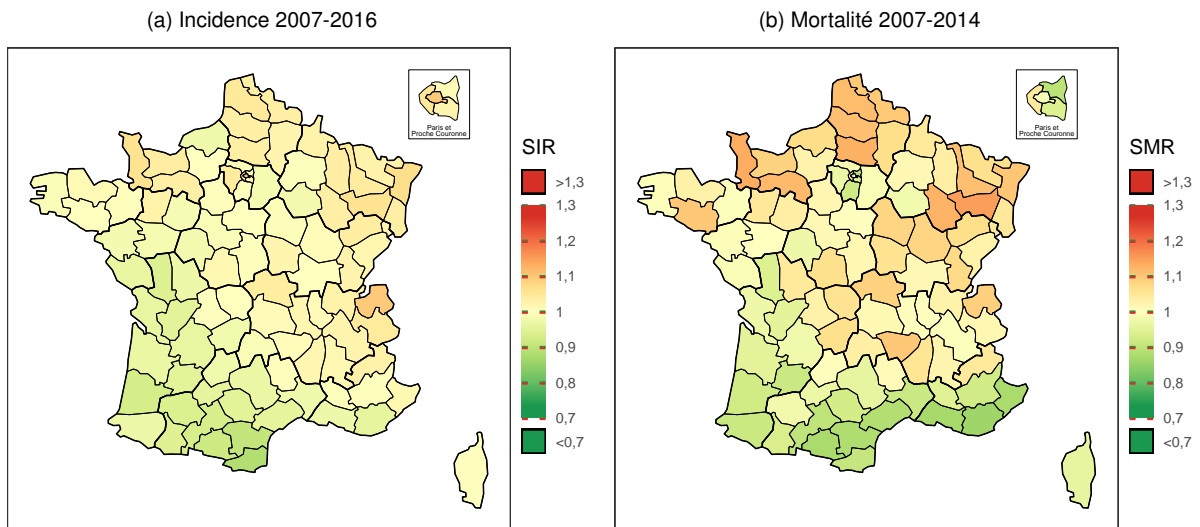 (a) Incidence 2007-2016
Paris et
Proche Couronne
SIR
>1,3
1,3
1,2
1,1
1
0,9
0,8
0,7
<0,7
(b) Mortalité 2007-2014
Paris et
Proche Couronne
SMR
>1,3
1,3
1,2
1,1
1
0,9
0,8
0,7
<0,7